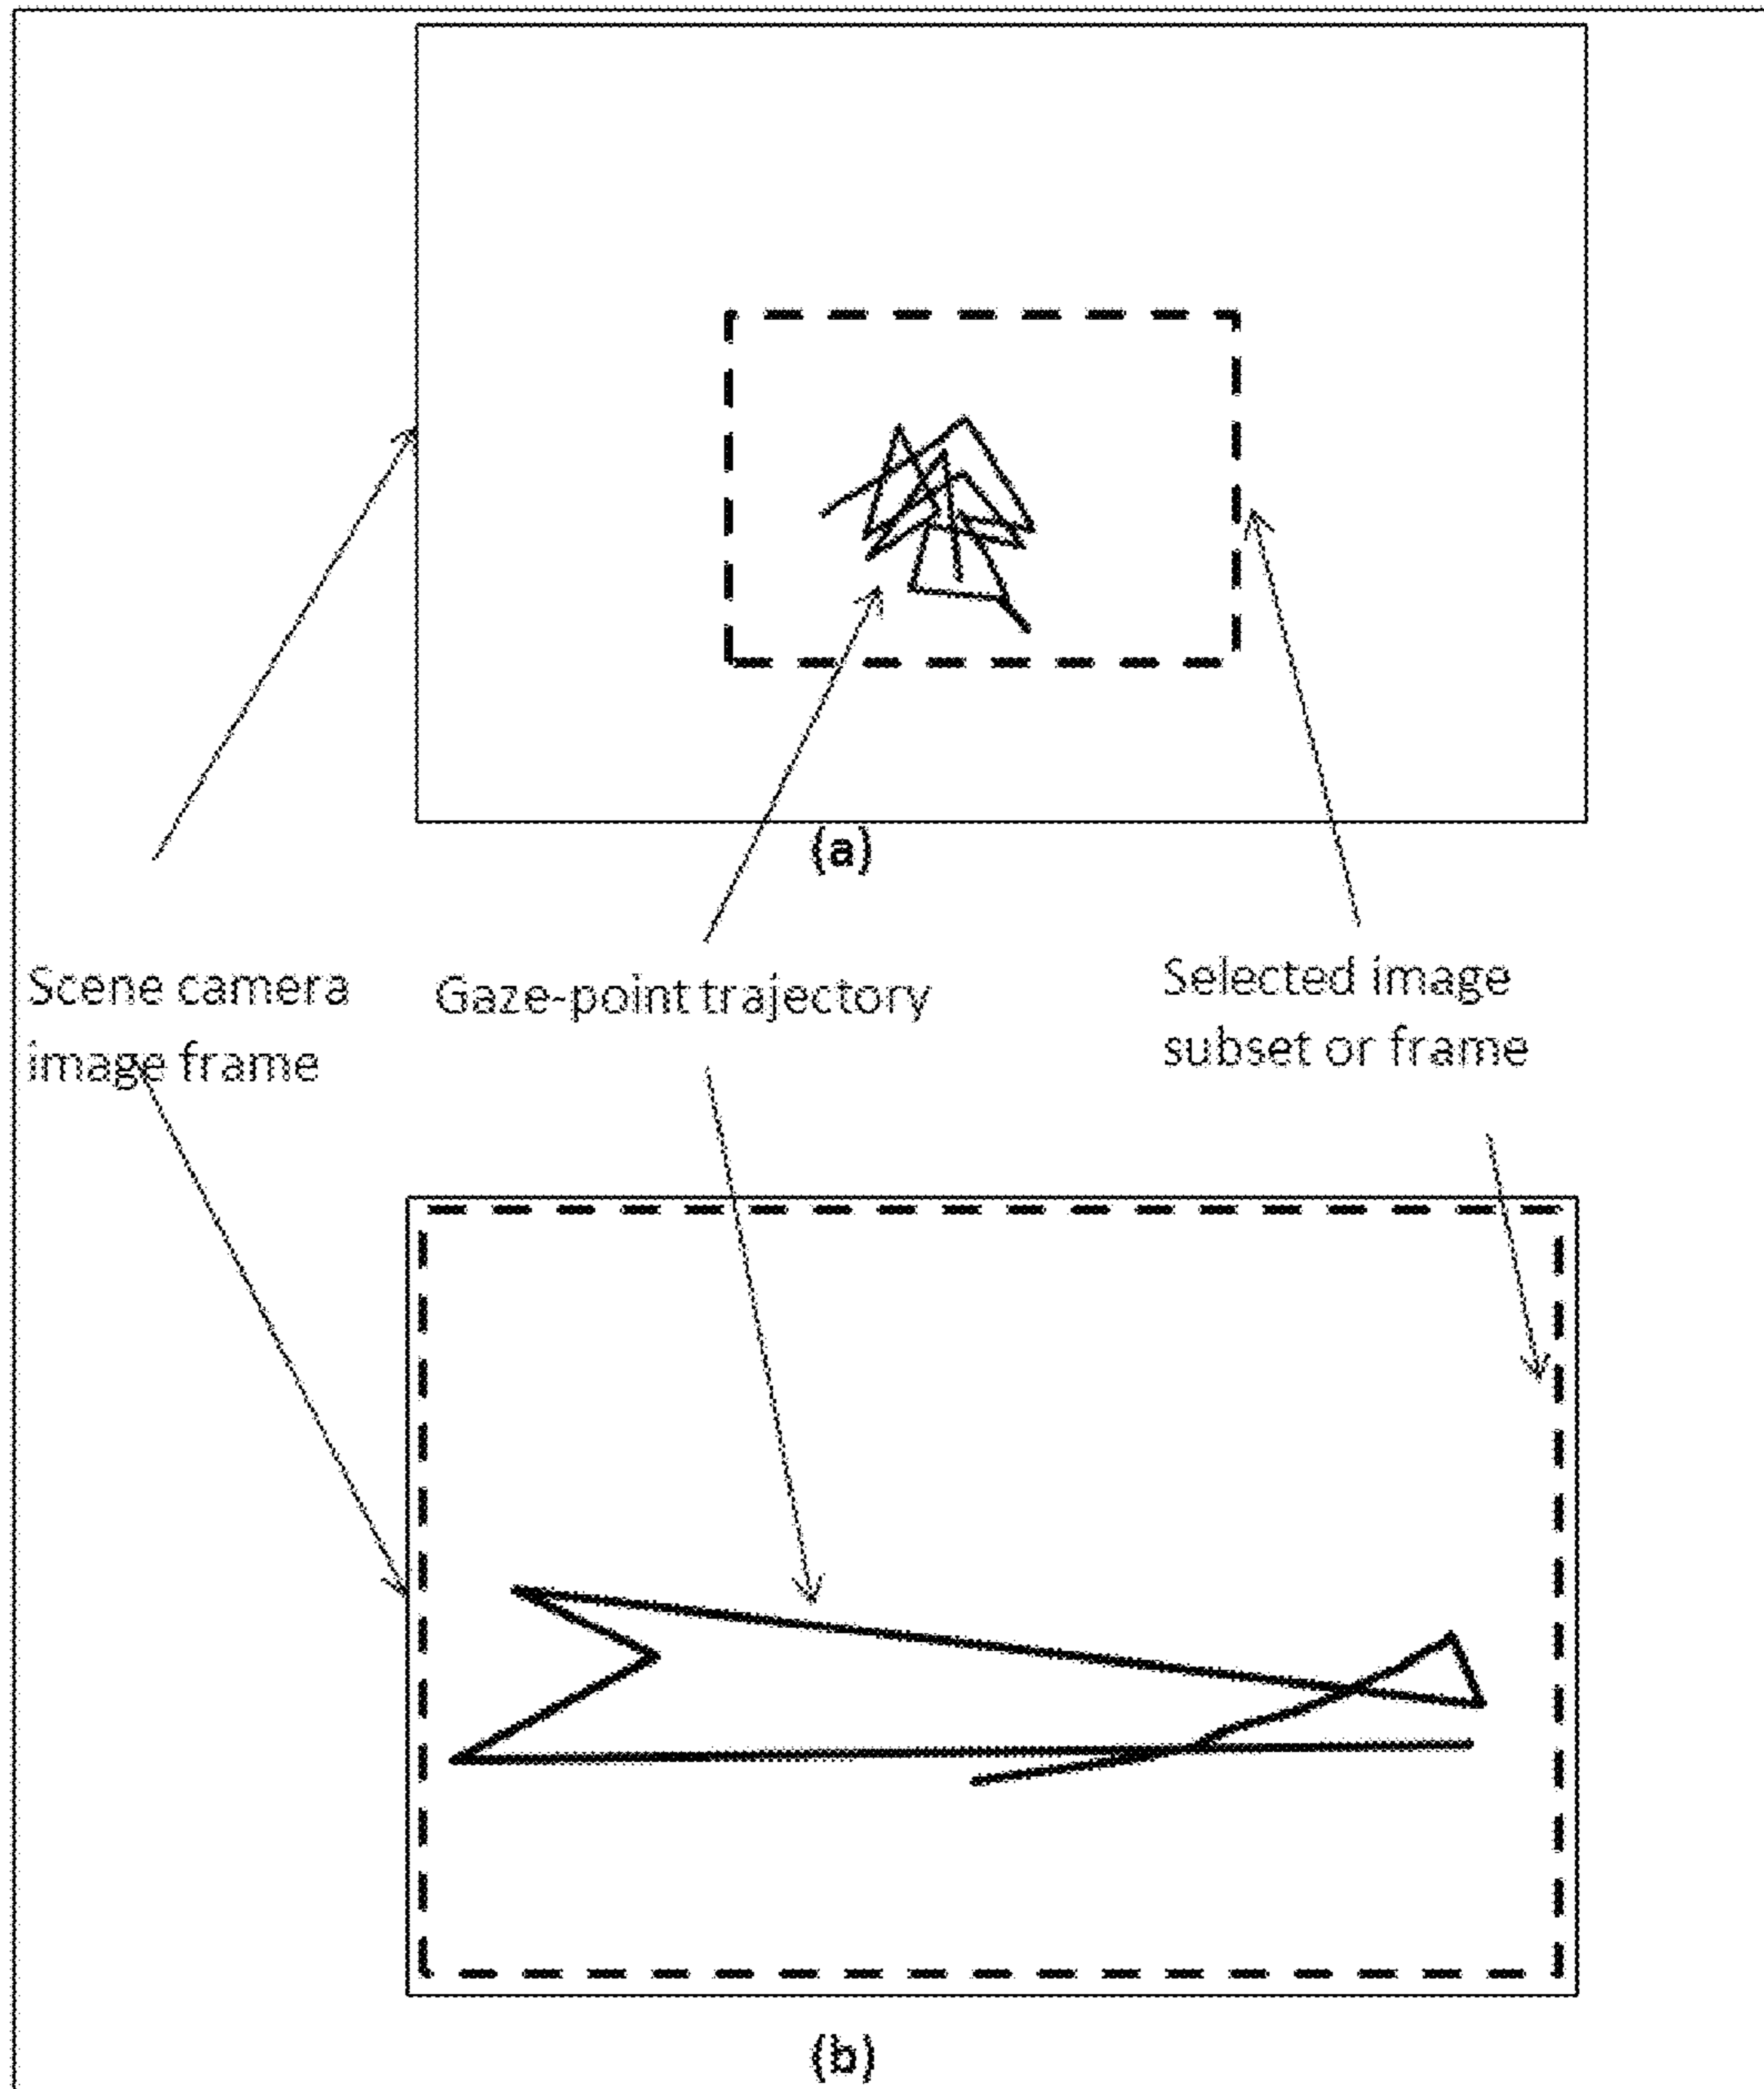 (a)
Scene camera
image frame
Gaze-point trajectory
Selected image
subset or frame
(b)